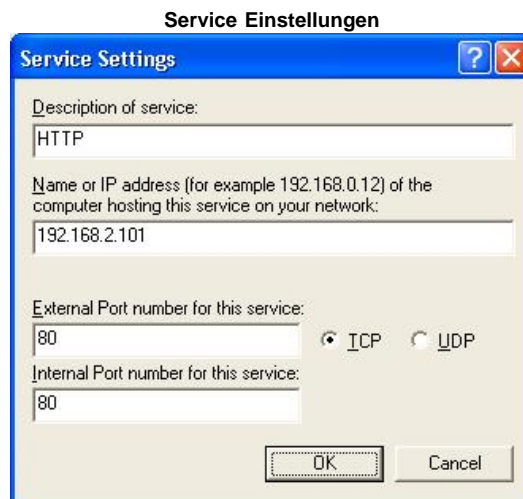 Service Einstellungen
Service Settings
Description of service:
HTTP
Name or IP address (for example 192.168.0.12) of the
computer hosting this service on your network:
192.168.2.101
External Port number for this service:
80
TCP
UDP
Internal Port number for this service:
80
OK
Cancel